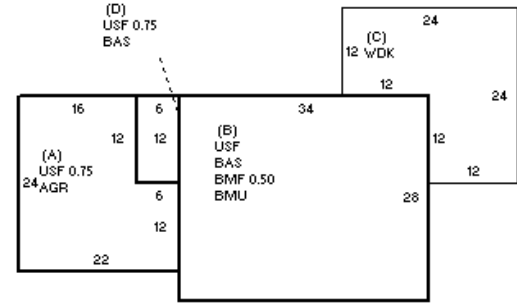 (D)
USF 0.75
BAS
24
(C)
12 WDK
12
24
16
6
34
12
12
12
(A)
USF 0.75
24 AGR
(B)
USF
BAS
BMF 0.50
BMU
12
6
28
12
22